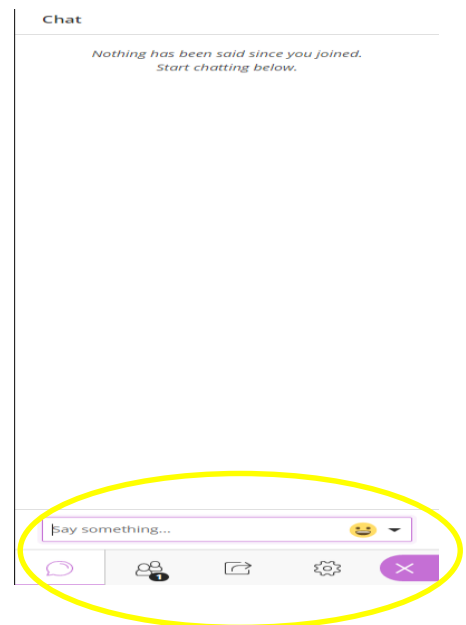 Chat
Nothing has been said since you joined.
Start chatting below.
Say something...
1